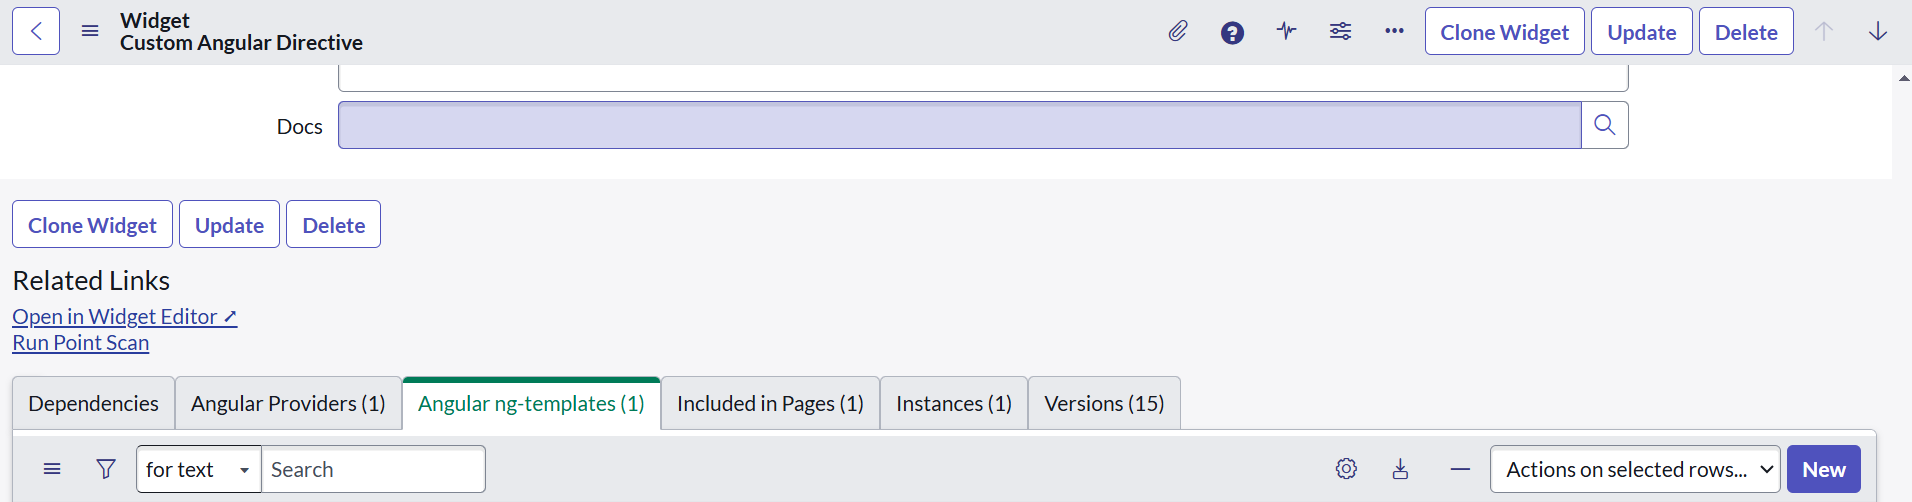 Widget
Custom Angular Directive
Clone Widget Update Delete
Docs
Clone Widget Update Delete
Related Links
Open in Widget Editor ➚
Run Point Scan
Dependencies Angular Providers (1) Angular ng-templates (1) Included in Pages (1) Instances (1) Versions (15)
for text Search Actions on selected rows... New